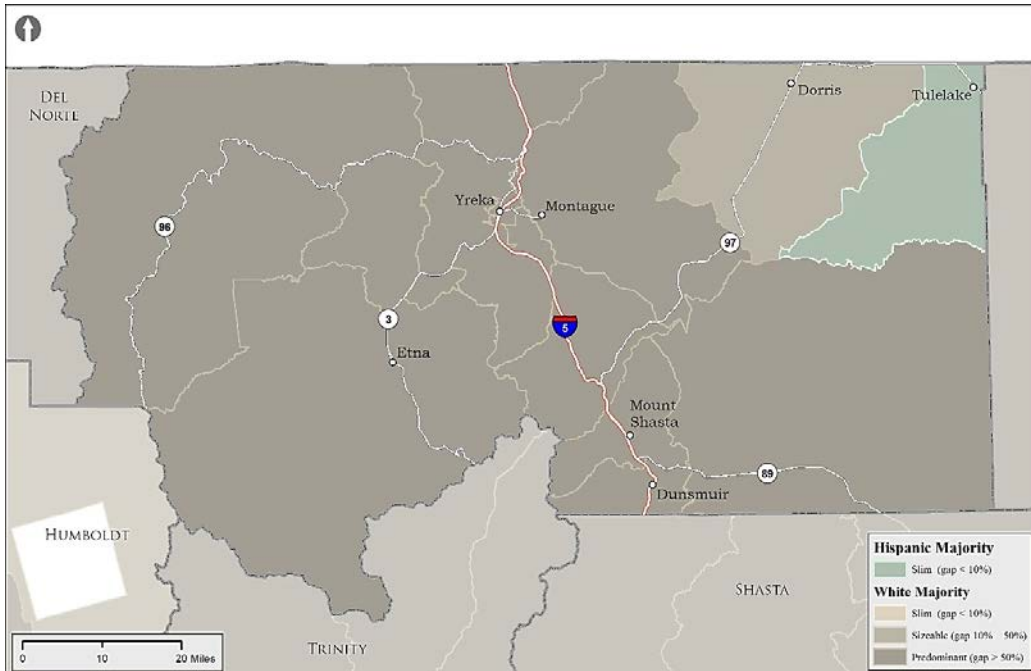 DEL
NORTE
Dorris
Tulelake
Yreka
Montague
96
97
3
5
Etna
Mount
Shasta
89
Dunsmuir
HUMBOLDT
SHASTA
TRINITY
Hispanic Majority
Slim (gap < 10%)
White Majority
Slim (gap < 10%)
Sizeable (gap 10% 50%)
Predominant (gap > 50%)
0 10 20 Miles